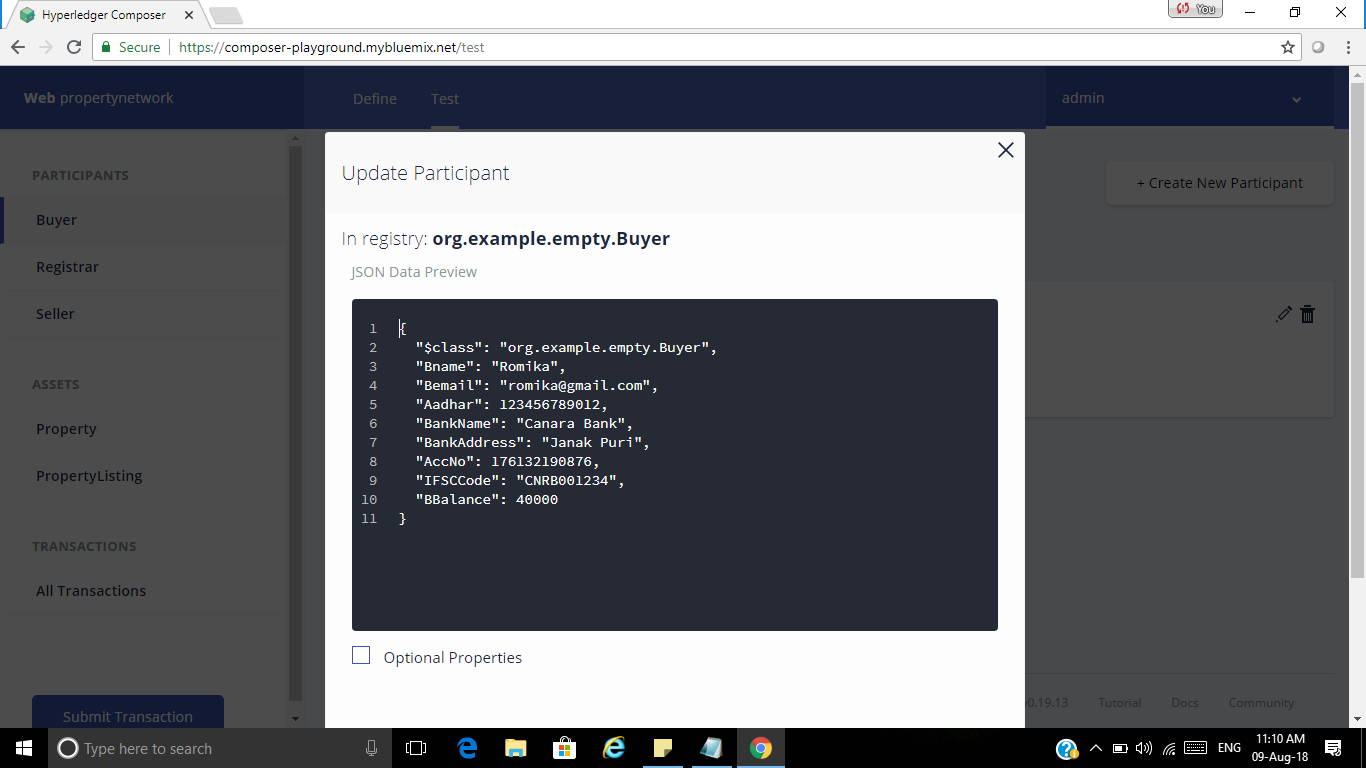 Hyperledger Composer
You
Secure
https://composer-playground.mybluemix.net/test
Web propertynetwork
Define
Test
admin
PARTICIPANTS
Buyer
Registrar
Seller
ASSETS
Property
PropertyListing
TRANSACTIONS
All Transactions
Submit Transaction
+ Create New Participant
Update Participant
In registry: org.example.empty.Buyer
JSON Data Preview
1 {
2 "$class": "org.example.empty.Buyer",
3 "Bname": "Romika",
4 "Bemail": "romika@gmail.com",
5 "Aadhar": 123456789012,
6 "BankName": "Canara Bank",
7 "BankAddress": "Janak Puri",
8 "AccNo": 176132190876,
9 "IFSCCode": "CNRB001234",
10 "BBalance": 40000
11 }
Optional Properties
0.19.13
Tutorial
Docs
Community
Type here to search
ENG
11:10 AM
09-Aug-18